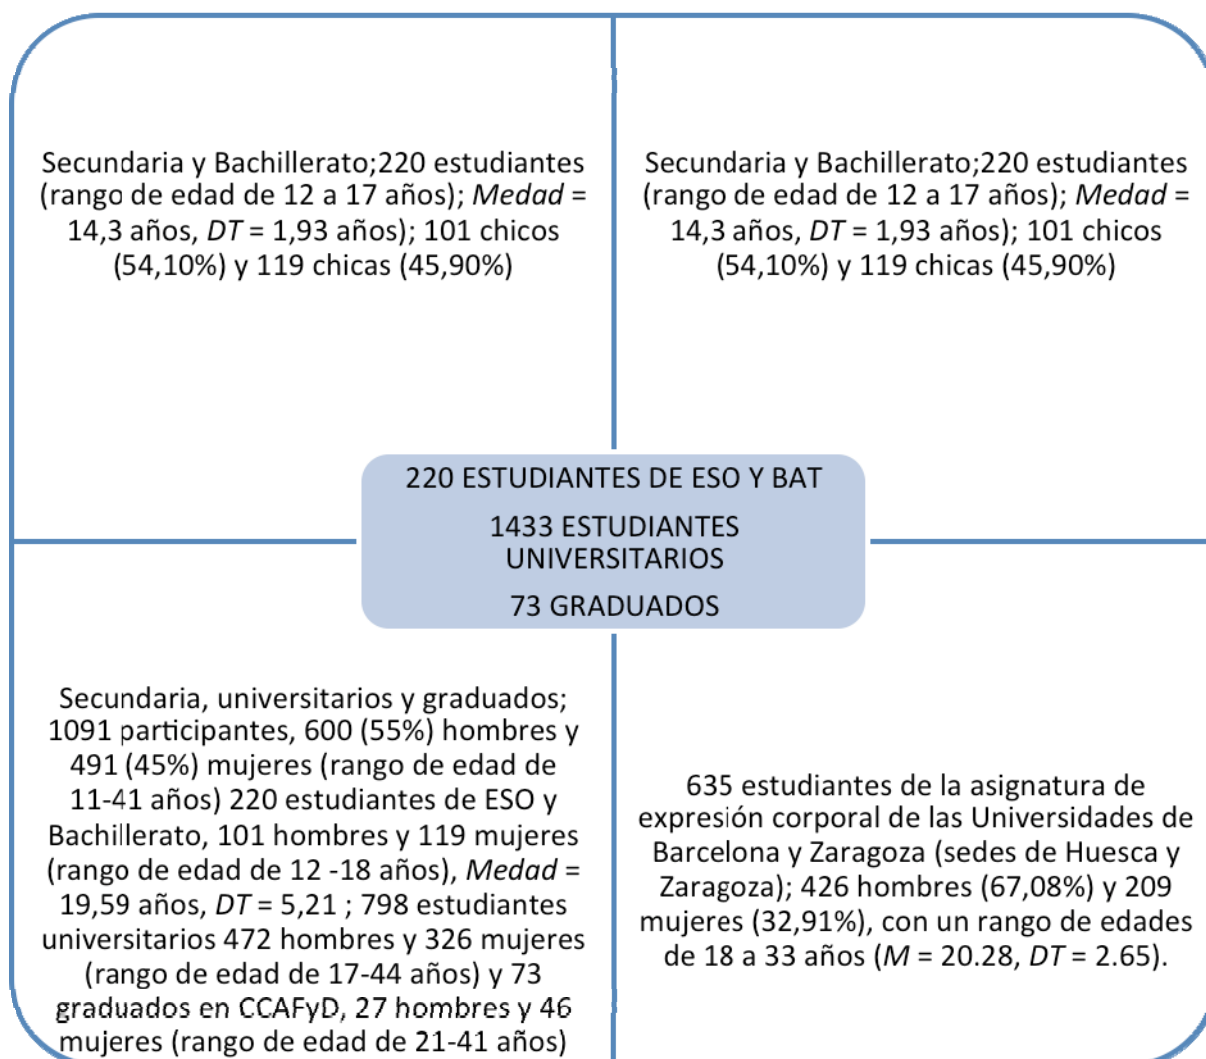 Secundaria y Bachillerato;220 estudiantes
(rango de edad de 12 a 17 años); Medad =
14,3 años, DT = 1,93 años); 101 chicos
(54,10%) y 119 chicas (45,90%)
Secundaria y Bachillerato;220 estudiantes
(rango de edad de 12 a 17 años); Medad =
14,3 años, DT = 1,93 años); 101 chicos
(54,10%) y 119 chicas (45,90%)
220 ESTUDIANTES DE ESO Y BAT
1433 ESTUDIANTES
UNIVERSITARIOS
73 GRADUADOS
Secundaria, universitarios y graduados;
1091 participantes, 600 (55%) hombres y
491 (45%) mujeres (rango de edad de
11-41 años) 220 estudiantes de ESO y
Bachillerato, 101 hombres y 119 mujeres
(rango de edad de 12 -18 años), Medad =
19,59 años, DT = 5,21 ; 798 estudiantes
universitarios 472 hombres y 326 mujeres
(rango de edad de 17-44 años) y 73
graduados en CCAFyD, 27 hombres y 46
mujeres (rango de edad de 21-41 años)
635 estudiantes de la asignatura de
expresión corporal de las Universidades de
Barcelona y Zaragoza (sedes de Huesca y
Zaragoza); 426 hombres (67,08%) y 209
mujeres (32,91%), con un rango de edades
de 18 a 33 años (M = 20.28, DT = 2.65).